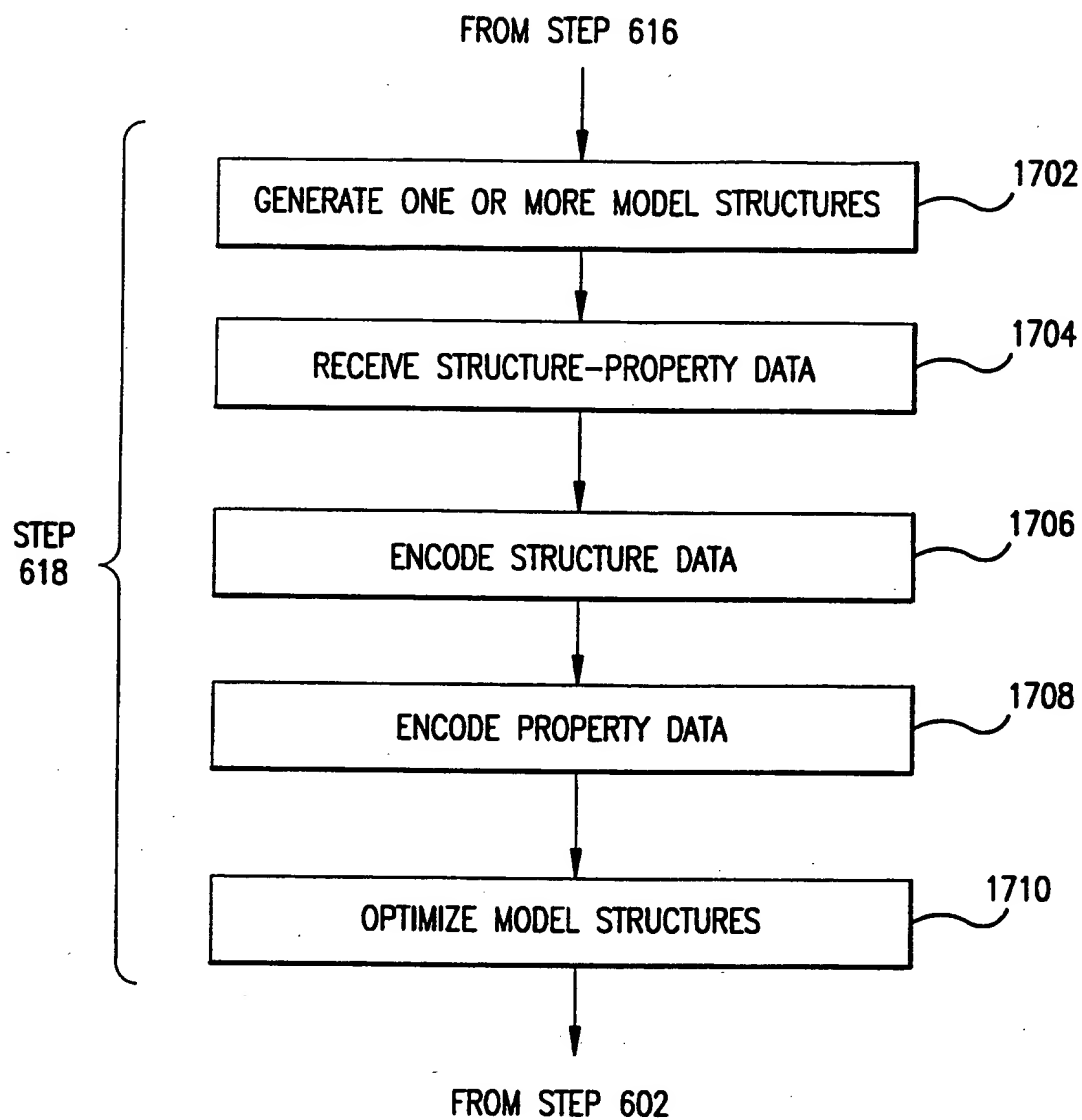 FROM STEP 616
GENERATE ONE OR MORE MODEL STRUCTURES
1702
RECEIVE STRUCTURE-PROPERTY DATA
1704
STEP
618
ENCODE STRUCTURE DATA
1706
ENCODE PROPERTY DATA
1708
OPTIMIZE MODEL STRUCTURES
1710
FROM STEP 602